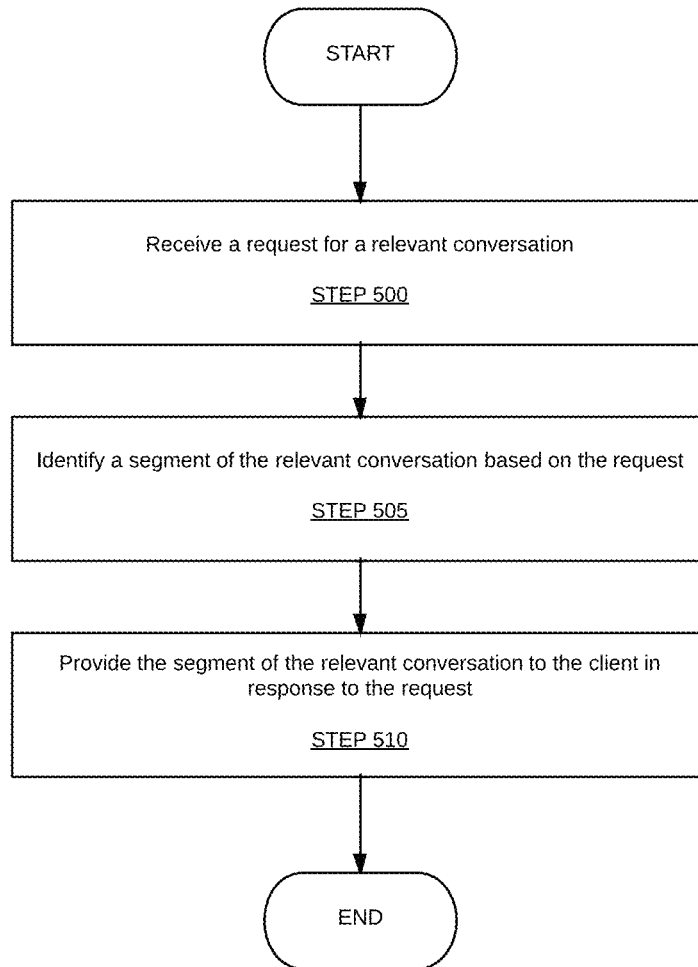 START
Receive a request for a relevant conversation
STEP 500
Identify a segment of the relevant conversation based on the request
STEP 505
Provide the segment of the relevant conversation to the client in
response to the request
STEP 510
END